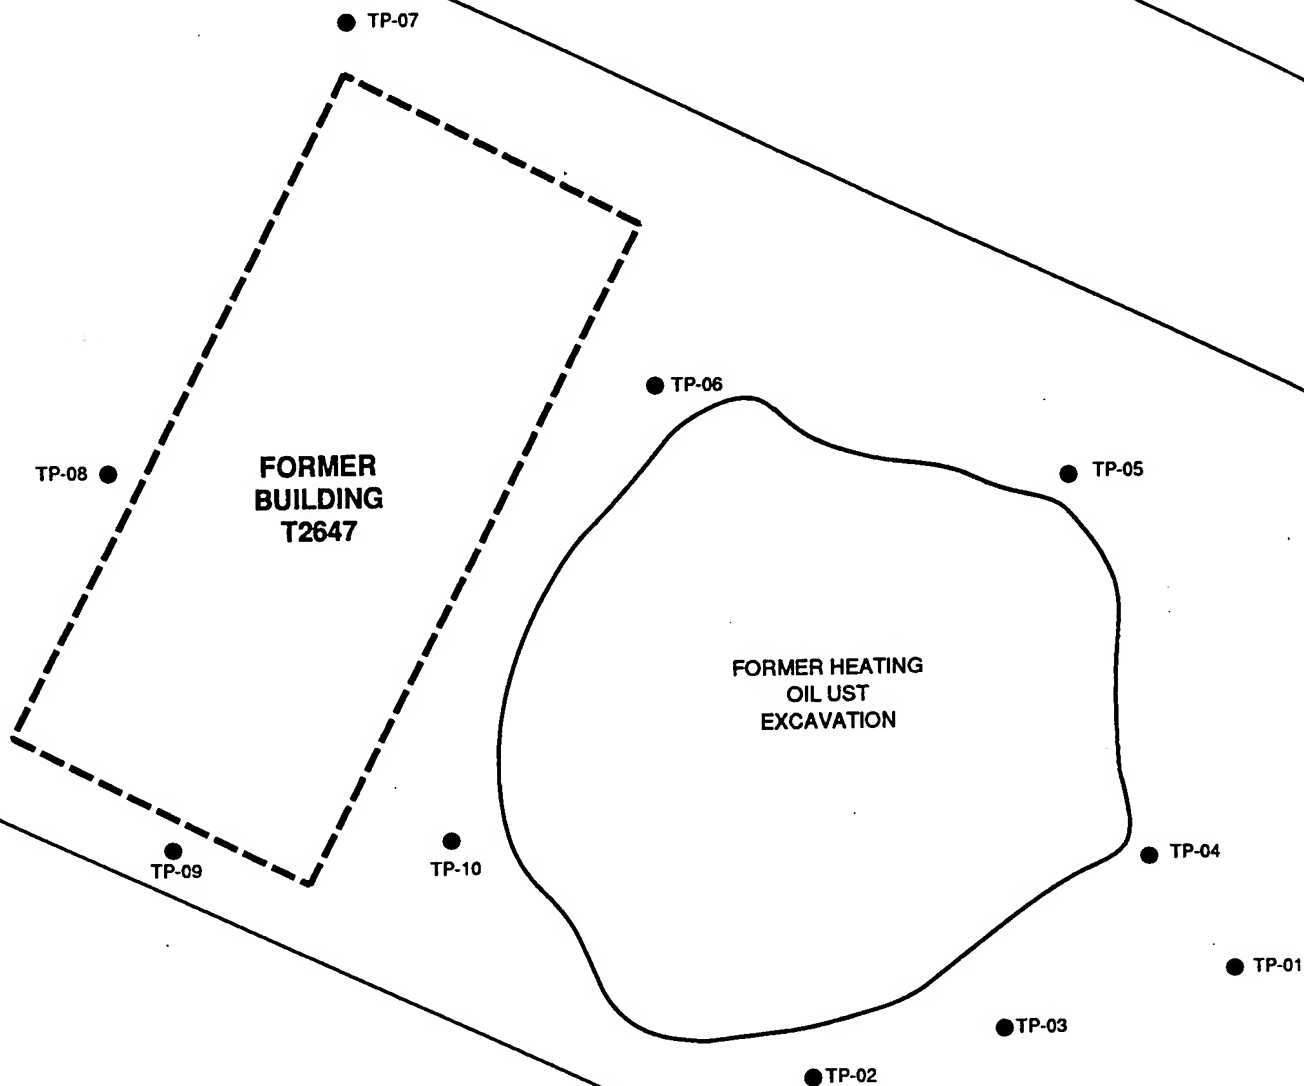 TP-07
TP-06
TP-08
FORMER
BUILDING
T2647
TP-05
FORMER HEATING
OIL UST
EXCAVATION
TP-09
TP-10
TP-04
TP-01
TP-03
TP-02